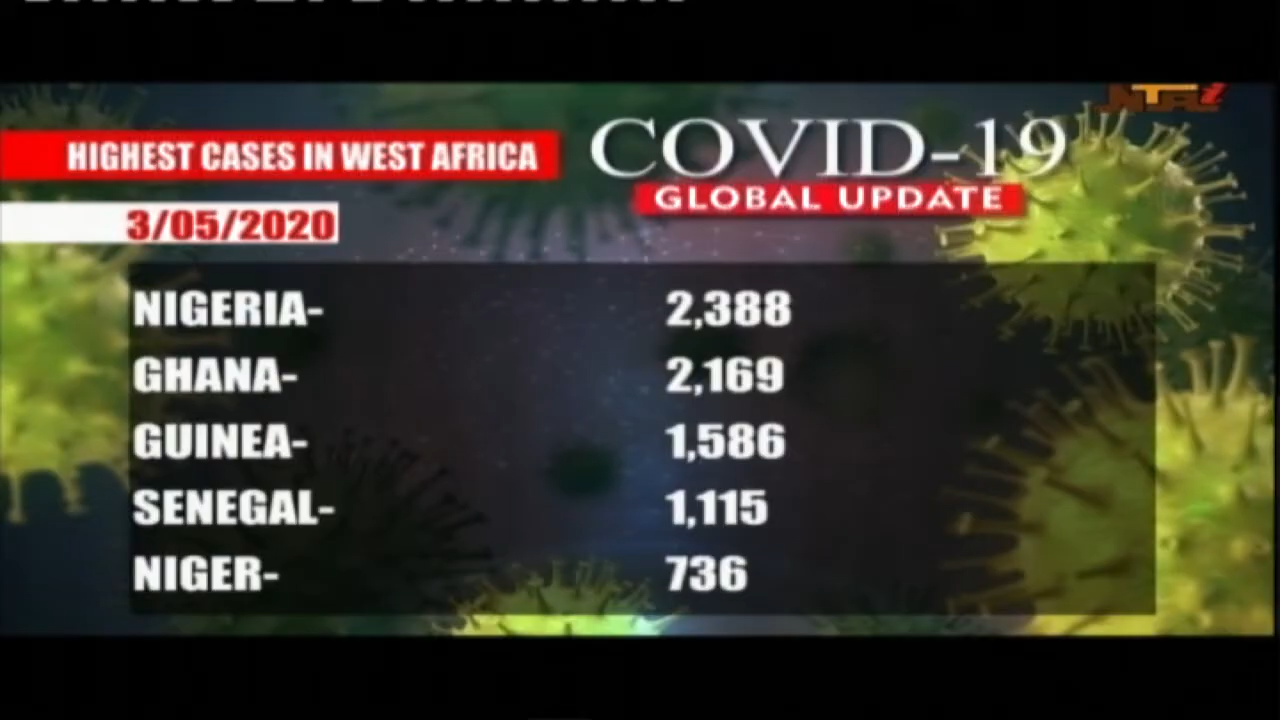 NTAi
HIGHEST CASES IN WEST AFRICA
COVID-19
GLOBAL UPDATE
3/05/2020
NIGERIA- 2,388
GHANA- 2,169
GUINEA- 1,586
SENEGAL- 1,115
NIGER- 736